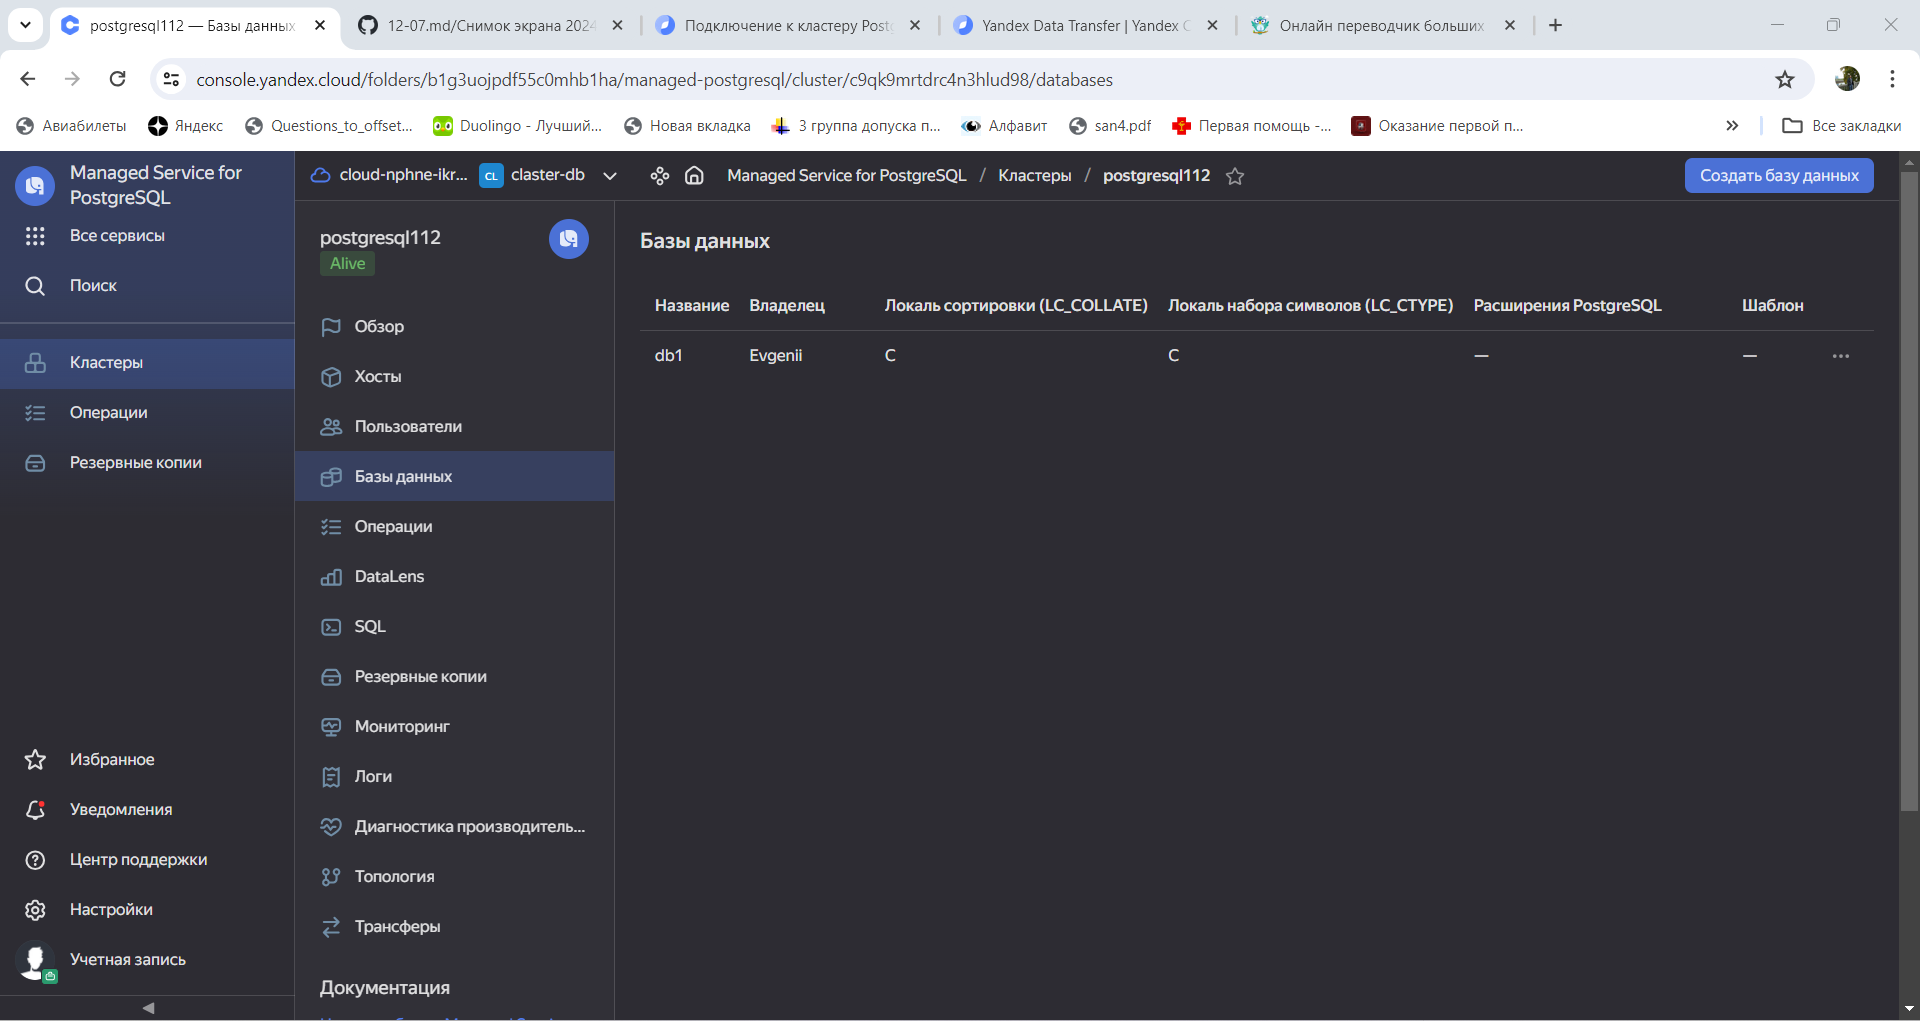 postgresql112 — Базы данных
12-07.md/Снимок экрана 2024
Подключение к кластеру Postg
Yandex Data Transfer | Yandex C
Онлайн переводчик больших
console.yandex.cloud/folders/b1g3uojpdf55c0mhb1ha/managed-postgresql/cluster/c9qk9mrtdrc4n3hlud98/databases
Авиабилеты
Яндекс
Questions_to_offset...
Duolingo - Лучший...
Новая вкладка
3 группа допуска п...
Алфавит
san4.pdf
Первая помощь -...
Оказание первой п...
Все закладки
Managed Service for
PostgreSQL
Все сервисы
Поиск
Кластеры
Операции
Резервные копии
Избранное
Уведомления
Центр поддержки
Настройки
Учетная запись
cloud-nphne-ikr...
CL
claster-db
Managed Service for PostgreSQL / Кластеры / postgresql112
Создать базу данных
postgresql112
Alive
Обзор
Хосты
Пользователи
Базы данных
Операции
DataLens
SQL
Резервные копии
Мониторинг
Логи
Диагностика производитель...
Топология
Трансферы
Документация
Базы данных
Название Владелец Локаль сортировки (LC_COLLATE) Локаль набора символов (LC_CTYPE) Расширения PostgreSQL Шаблон
db1 Evgenii C C — — ...